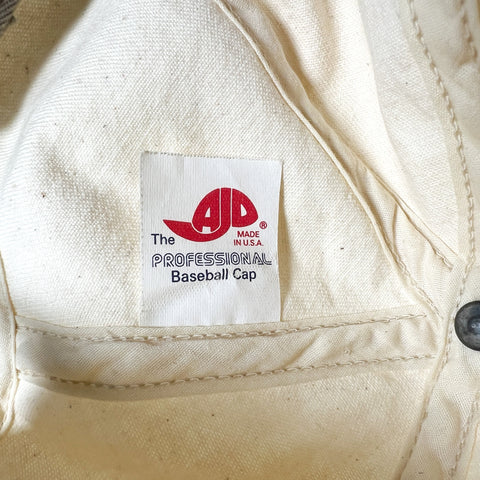 AJD
®
MADE
IN U.S.A.
The
PROFESSIONAL
Baseball Cap